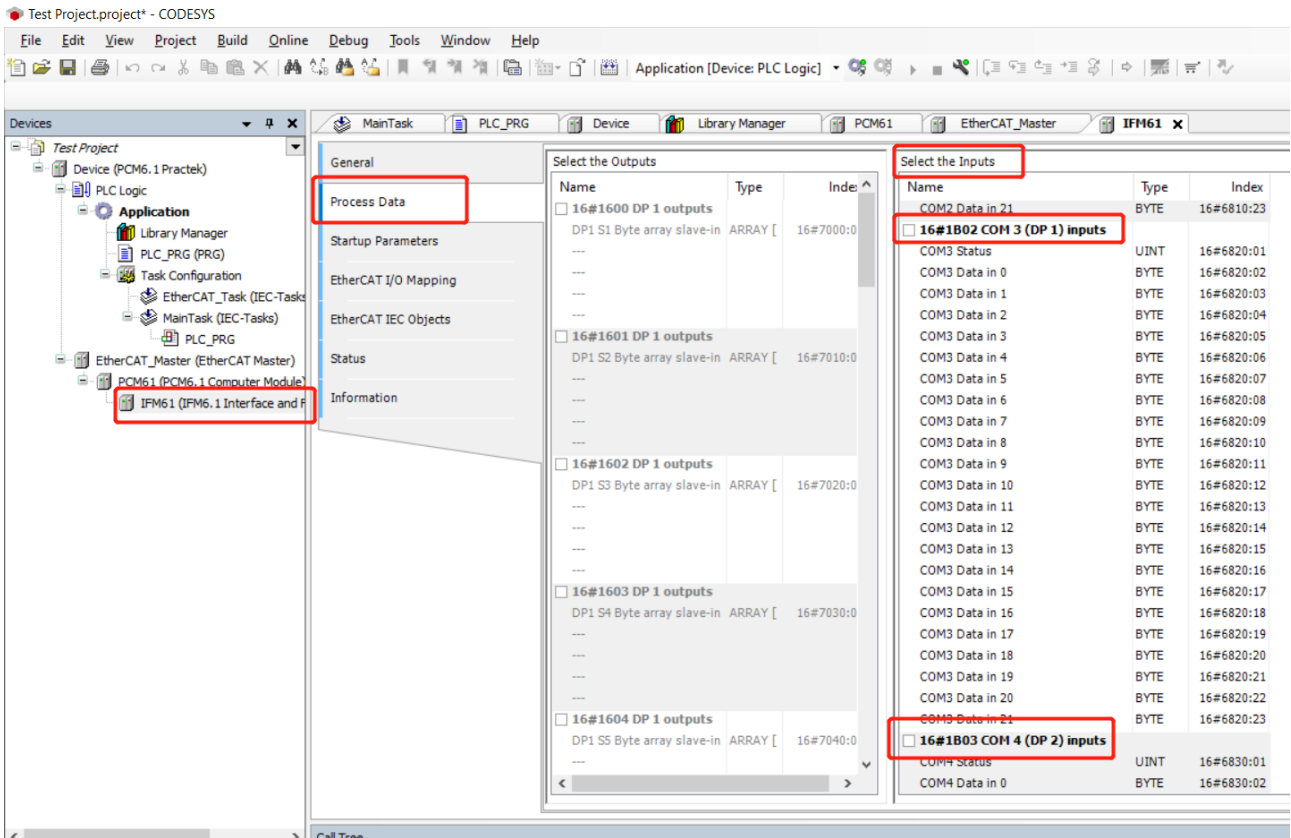 Test Project.project* - CODESYS
File Edit View Project Build Online Debug Tools Window Help
Application [Device: PLC Logic]
Devices
Test Project
Device (PCM6.1 Practek)
PLC Logic
Application
Library Manager
PLC_PRG (PRG)
Task Configuration
EtherCAT_Task (IEC-Tasks
MainTask (IEC-Tasks)
PLC_PRG
EtherCAT_Master (EtherCAT Master)
PCM61 (PCM6.1 Computer Module)
IFM61 (IFM6.1 Interface and F
MainTask PLC_PRG Device Library Manager PCM61 EtherCAT_Master IFM61
General
Process Data
Startup Parameters
EtherCAT I/O Mapping
EtherCAT IEC Objects
Status
Information
Select the Outputs
Name Type Inde
16#1600 DP 1 outputs
DP1 S1 Byte array slave-in ARRAY [ 16#7000:0
---
---
---
---
16#1601 DP 1 outputs
DP1 S2 Byte array slave-in ARRAY [ 16#7010:0
---
---
---
---
16#1602 DP 1 outputs
DP1 S3 Byte array slave-in ARRAY [ 16#7020:0
---
---
---
---
16#1603 DP 1 outputs
DP1 S4 Byte array slave-in ARRAY [ 16#7030:0
---
---
---
---
16#1604 DP 1 outputs
DP1 S5 Byte array slave-in ARRAY [ 16#7040:0
---
Select the Inputs
Name Type Index
COM2 Data in 21 BYTE 16#6810:23
16#1B02 COM 3 (DP 1) inputs
COM3 Status UINT 16#6820:01
COM3 Data in 0 BYTE 16#6820:02
COM3 Data in 1 BYTE 16#6820:03
COM3 Data in 2 BYTE 16#6820:04
COM3 Data in 3 BYTE 16#6820:05
COM3 Data in 4 BYTE 16#6820:06
COM3 Data in 5 BYTE 16#6820:07
COM3 Data in 6 BYTE 16#6820:08
COM3 Data in 7 BYTE 16#6820:09
COM3 Data in 8 BYTE 16#6820:10
COM3 Data in 9 BYTE 16#6820:11
COM3 Data in 10 BYTE 16#6820:12
COM3 Data in 11 BYTE 16#6820:13
COM3 Data in 12 BYTE 16#6820:14
COM3 Data in 13 BYTE 16#6820:15
COM3 Data in 14 BYTE 16#6820:16
COM3 Data in 15 BYTE 16#6820:17
COM3 Data in 16 BYTE 16#6820:18
COM3 Data in 17 BYTE 16#6820:19
COM3 Data in 18 BYTE 16#6820:20
COM3 Data in 19 BYTE 16#6820:21
COM3 Data in 20 BYTE 16#6820:22
COM3 Data in 21 BYTE 16#6820:23
16#1B03 COM 4 (DP 2) inputs
COM4 Status UINT 16#6830:01
COM4 Data in 0 BYTE 16#6830:02
Call Tree